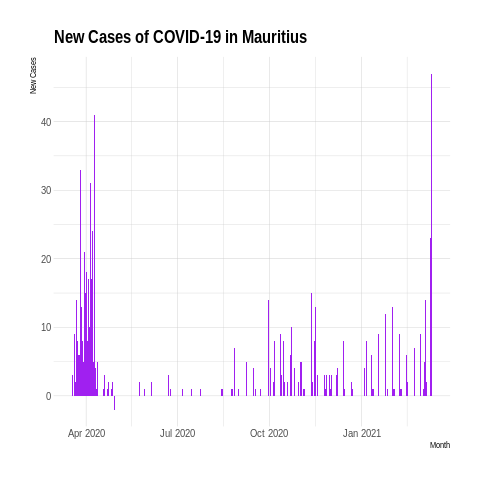 New Cases of COVID-19 in Mauritius
New Cases
40
30
20
10
0
Apr 2020
Jul 2020
Oct 2020
Jan 2021
Month